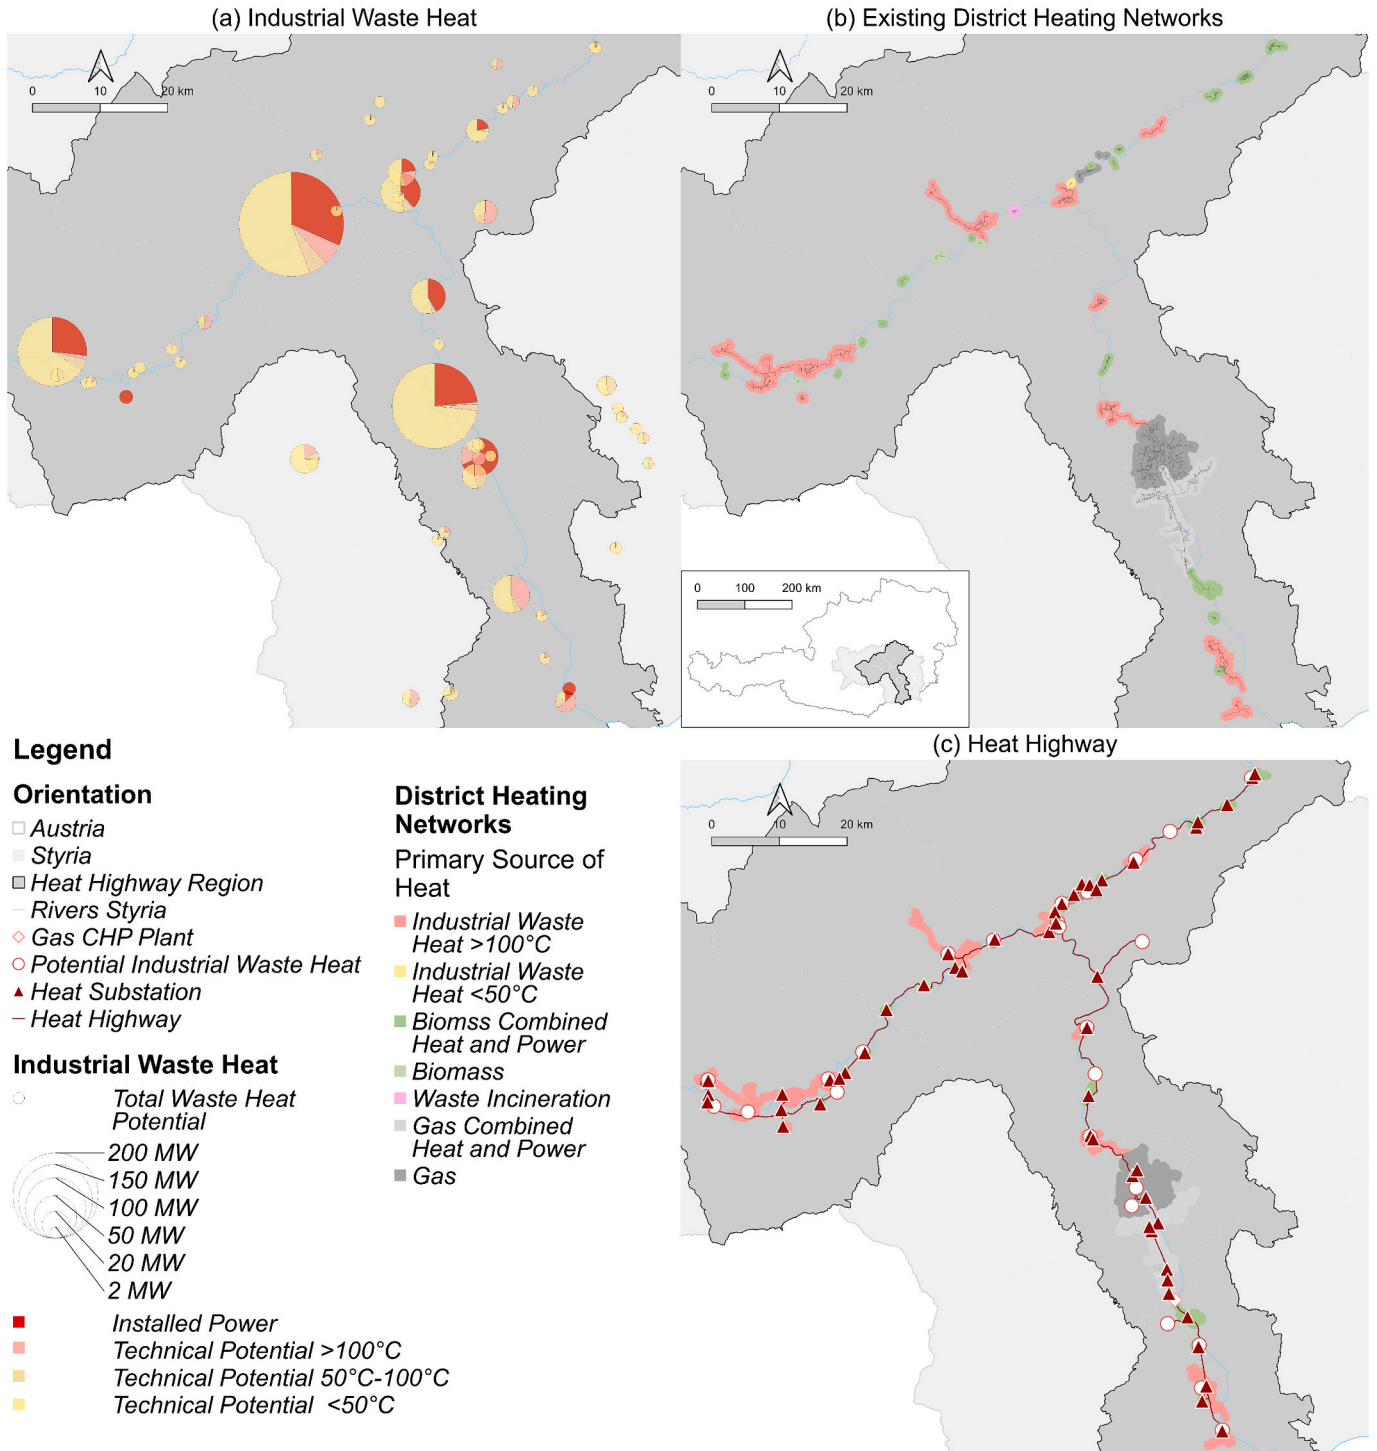 (a) Industrial Waste Heat
(b) Existing District Heating Networks
0 10 20 km
0 10 20 km
0 100 200 km
(c) Heat Highway
0 10 20 km
Legend
Orientation
Austria
Styria
Heat Highway Region
Rivers Styria
Gas CHP Plant
Potential Industrial Waste Heat
Heat Substation
Heat Highway
Industrial Waste Heat
Total Waste Heat
Potential
200 MW
150 MW
100 MW
50 MW
20 MW
2 MW
Installed Power
Technical Potential >100°C
Technical Potential 50°C-100°C
Technical Potential <50°C
District Heating
Networks
Primary Source of
Heat
Industrial Waste
Heat >100°C
Industrial Waste
Heat <50°C
Biomss Combined
Heat and Power
Biomass
Waste Incineration
Gas Combined
Heat and Power
Gas